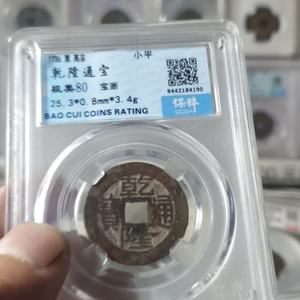 小平
乾隆通宝
极美80 宝浙
25.3*0.8mm*3.4g
8442184190
BAO CUI COINS RATING
保粹
乾隆通寶